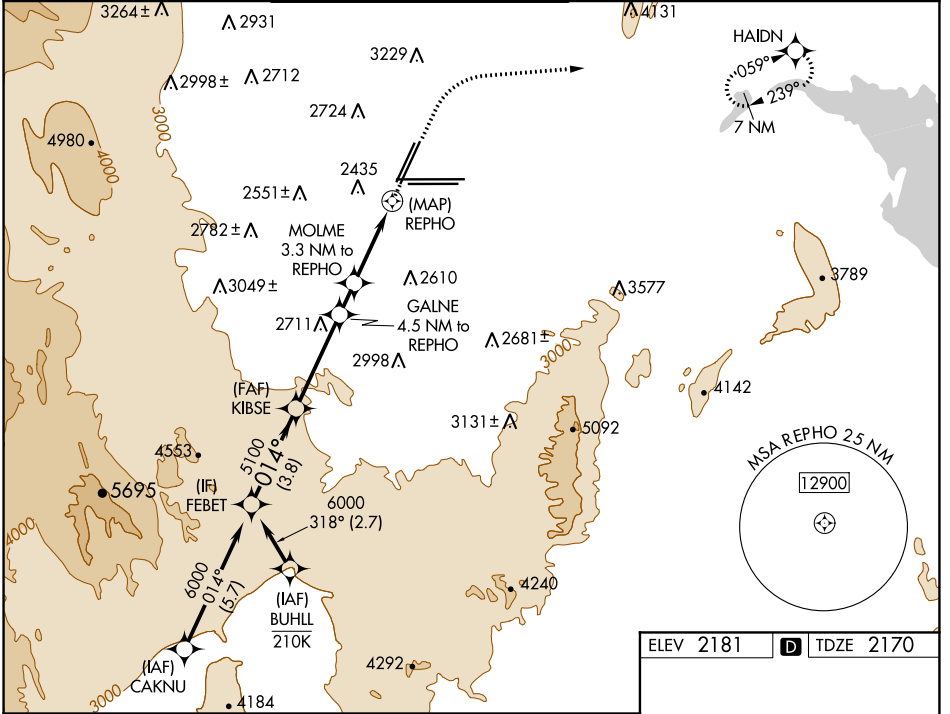 3264±
2931
4131
HAIDN
3229
059°
239°
7 NM
2998±
2712
2724
3000
4980
4000
2435
2551±
(MAP)
REPHO
MOLME
3.3 NM to
REPHO
2782±
3049±
2610
3577
3789
GALNE
4.5 NM to
REPHO
2711
2681±
2998
3000
4142
(FAF)
KIBSE
3131±
5092
MSA REPHO 25 NM
12900
4553
5100
014°
(3.8)
(IF)
FEBET
5695
6000
318° (2.7)
4000
6000
014°
(5.7)
(IAF)
BUHLL
210K
4240
(IAF)
CAKNU
3000
4292
4184
ELEV 2181
D
TDZE 2170